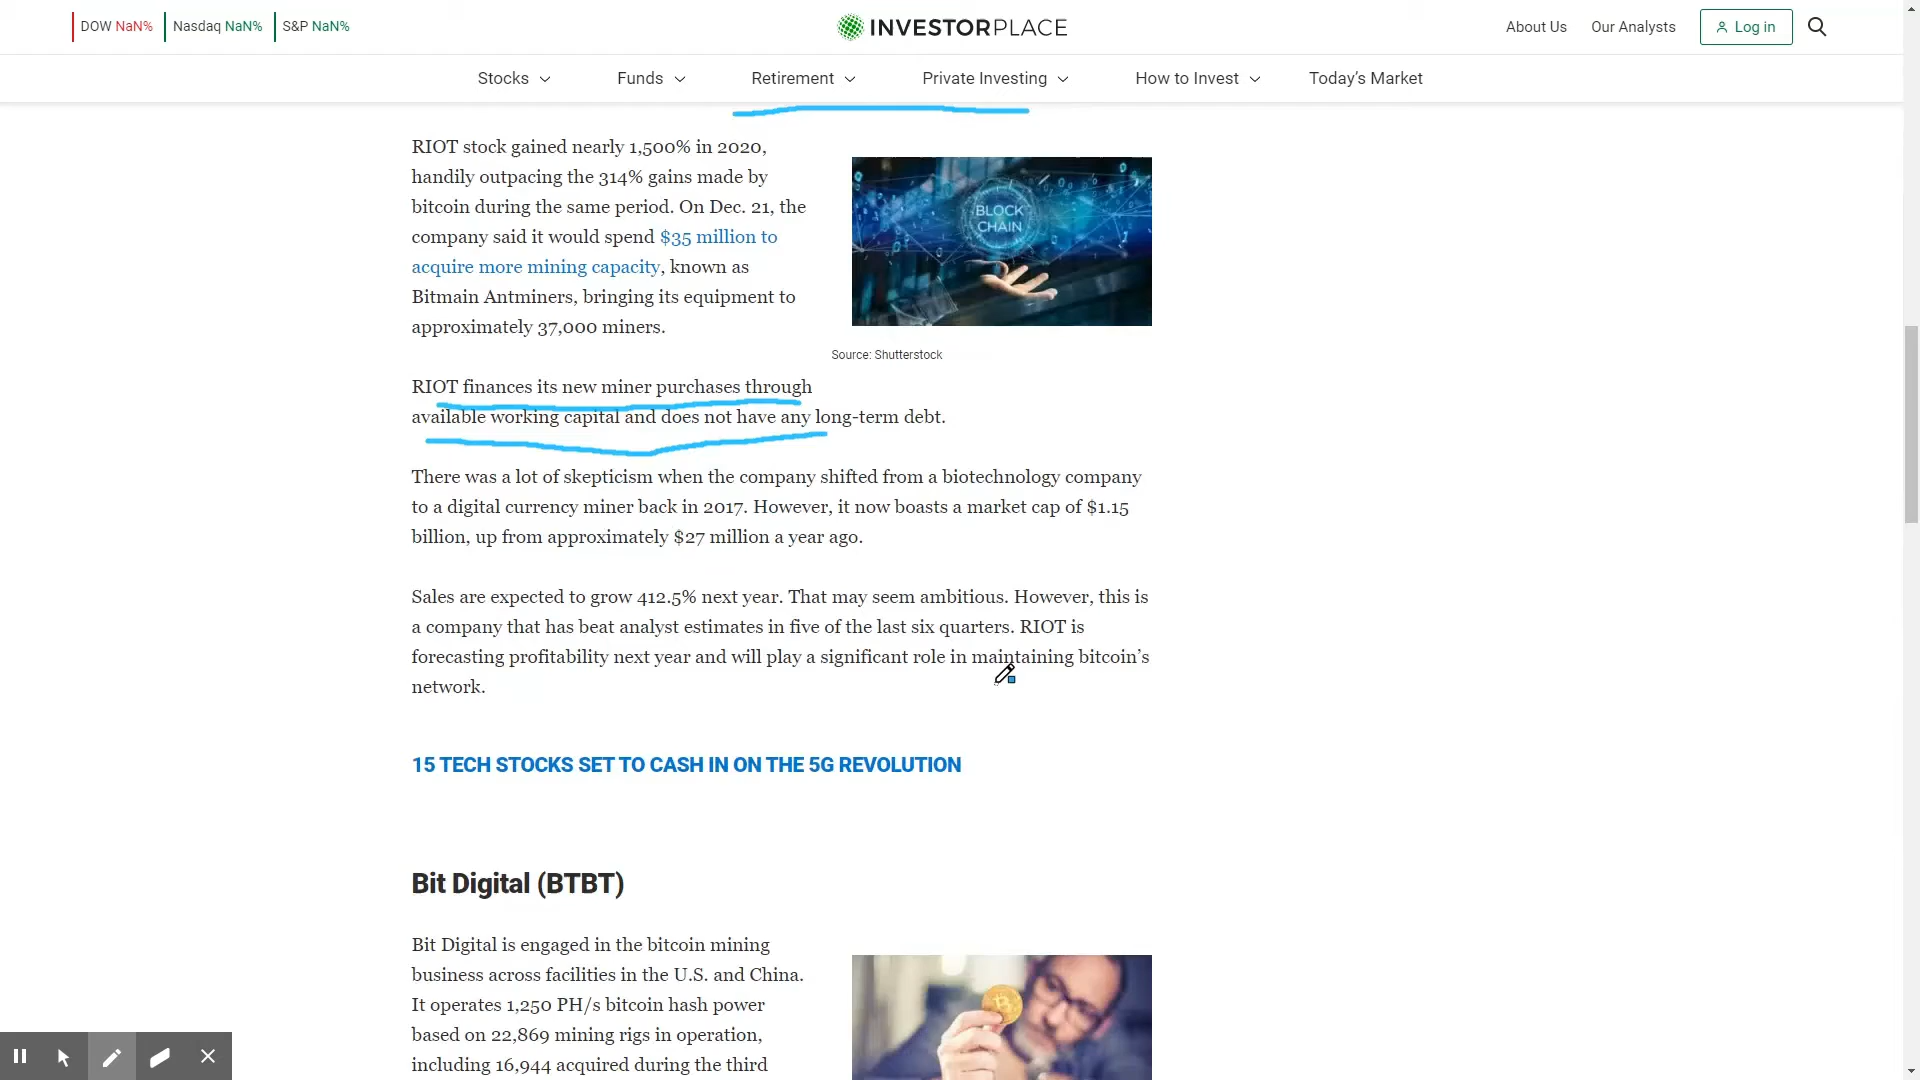 DOW NaN% Nasdaq NaN% S&P NaN%
INVESTORPLACE
About Us Our Analysts Log in
Stocks Funds Retirement Private Investing How to Invest Today’s Market
RIOT stock gained nearly 1,500% in 2020,
handily outpacing the 314% gains made by
bitcoin during the same period. On Dec. 21, the
company said it would spend $35 million to
acquire more mining capacity, known as
Bitmain Antminers, bringing its equipment to
approximately 37,000 miners.
BLOCK
CHAIN
Source: Shutterstock
RIOT finances its new miner purchases through
available working capital and does not have any long-term debt.
There was a lot of skepticism when the company shifted from a biotechnology company
to a digital currency miner back in 2017. However, it now boasts a market cap of $1.15
billion, up from approximately $27 million a year ago.
Sales are expected to grow 412.5% next year. That may seem ambitious. However, this is
a company that has beat analyst estimates in five of the last six quarters. RIOT is
forecasting profitability next year and will play a significant role in maintaining bitcoin’s
network.
15 TECH STOCKS SET TO CASH IN ON THE 5G REVOLUTION
Bit Digital (BTBT)
Bit Digital is engaged in the bitcoin mining
business across facilities in the U.S. and China.
It operates 1,250 PH/s bitcoin hash power
based on 22,869 mining rigs in operation,
including 16,944 acquired during the third